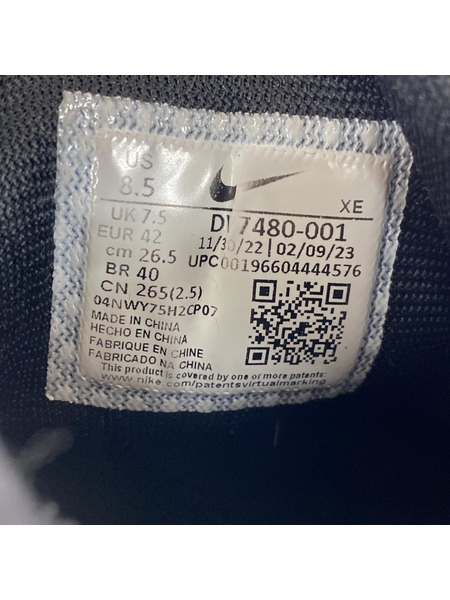 US
8.5
XE
UK 7.5
EUR 42
cm 26.5
BR 40
CN 265(2.5)
7480-001
11/30/22 | 02/09/23
UPC00196604444576
04NWY75H2CP07
MADE IN CHINA
HECHO EN CHINA
FABRIQUE EN CHINE
FABRICADO NA CHINA
This product is covered by one or more patents:
www.nike.com/patentsvirtualmarking